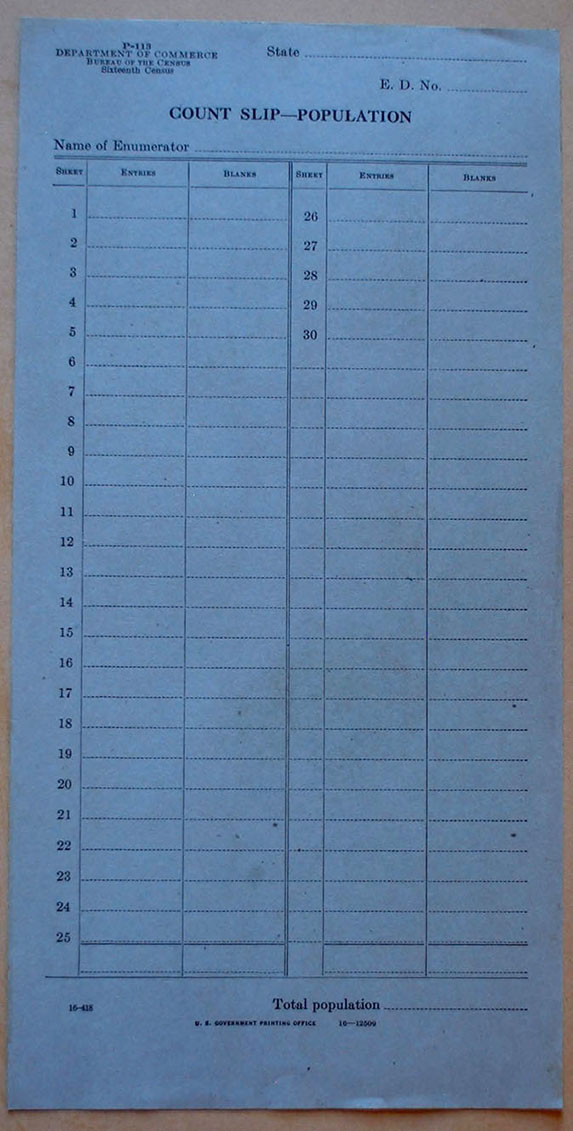 P-113
DEPARTMENT OF COMMERCE
BUREAU OF THE CENSUS
Sixteenth Census
State
E. D. No.
COUNT SLIP—POPULATION
Name of Enumerator
SHEET ENTRIES BLANKS SHEET ENTRIES BLANKS
1 26
2 27
3 28
4 29
5 30
6
7
8
9
10
11
12
13
14
15
16
17
18
19
20
21
22
23
24
25
Total population
16-418
U. S. GOVERNMENT PRINTING OFFICE 16—12509